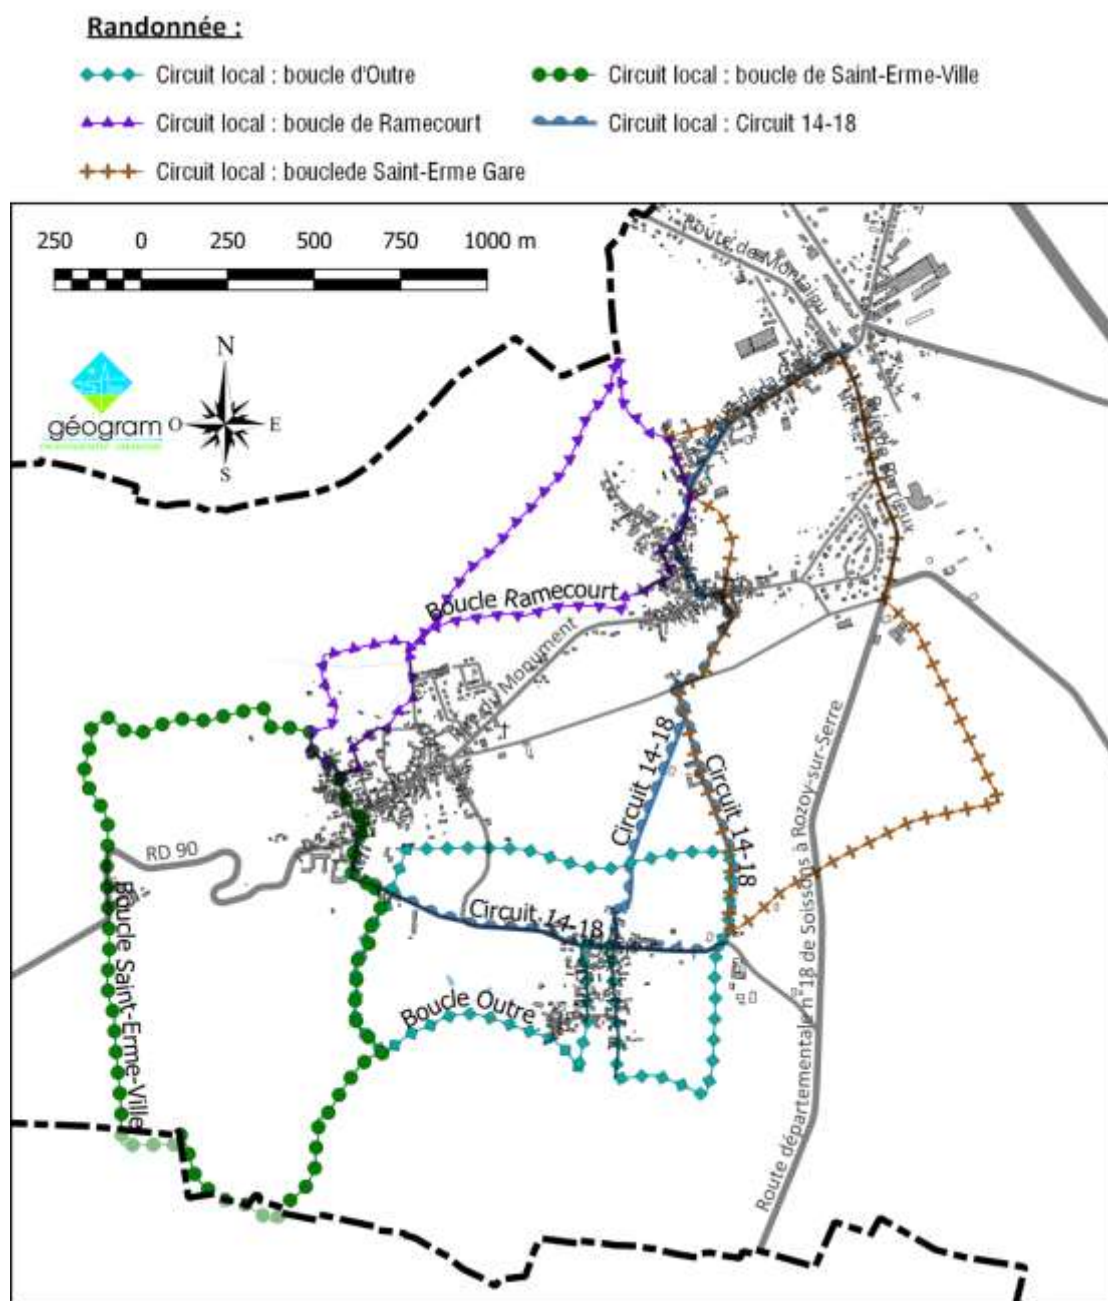 Randonnée :
Circuit local : boucle d'Outre
Circuit local : boucle de Saint-Erme-Ville
Circuit local : boucle de Ramecourt
Circuit local : Circuit 14-18
Circuit local : bouclede Saint-Erme Gare
250 0 250 500 750 1000 m
Route de Montaigu
N
géogram
O E
S
Boucle Ramecourt
Rue du Monument
Circuit 14-18
Circuit 14-18
RD 90
Boucle Saint-Erme-Ville
Circuit 14-18
Boucle Outre
Route départementale n°18 de Soissons à Rozoy-sur-Serre